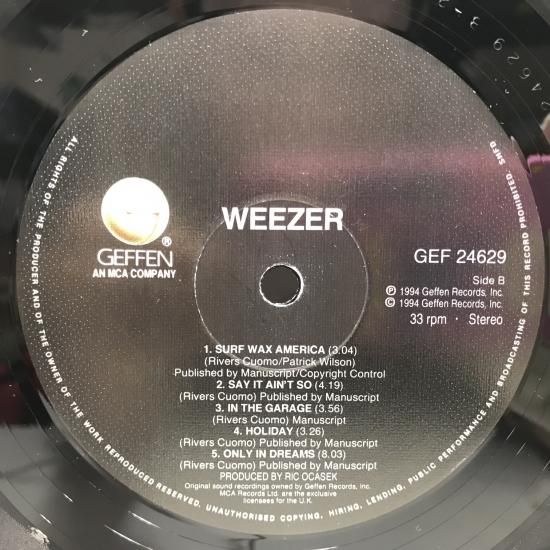 WEEZER
GEFFEN®
AN MCA COMPANY
GEF 24629
Side B
℗ 1994 Geffen Records, Inc.
© 1994 Geffen Records, Inc.
33 rpm · Stereo
1. SURF WAX AMERICA (3.04)
(Rivers Cuomo/Patrick Wilson)
Published by Manuscript/Copyright Control
2. SAY IT AIN'T SO (4.19)
(Rivers Cuomo) Published by Manuscript
3. IN THE GARAGE (3.56)
(Rivers Cuomo) Manuscript
4. HOLIDAY (3.26)
(Rivers Cuomo) Published by Manuscript
5. ONLY IN DREAMS (8.03)
(Rivers Cuomo) Published by Manuscript
PRODUCED BY RIC OCASEK
Original sound recordings owned by Geffen Records, Inc.
MCA Records Ltd. are the exclusive
licensees for the U.K.
ALL RIGHTS OF THE PRODUCER AND OF THE OWNER OF THE WORK REPRODUCED RESERVED. UNAUTHORISED COPYING, HIRING, LENDING, PUBLIC PERFORMANCE AND BROADCASTING OF THIS RECORD PROHIBITED. SMFD